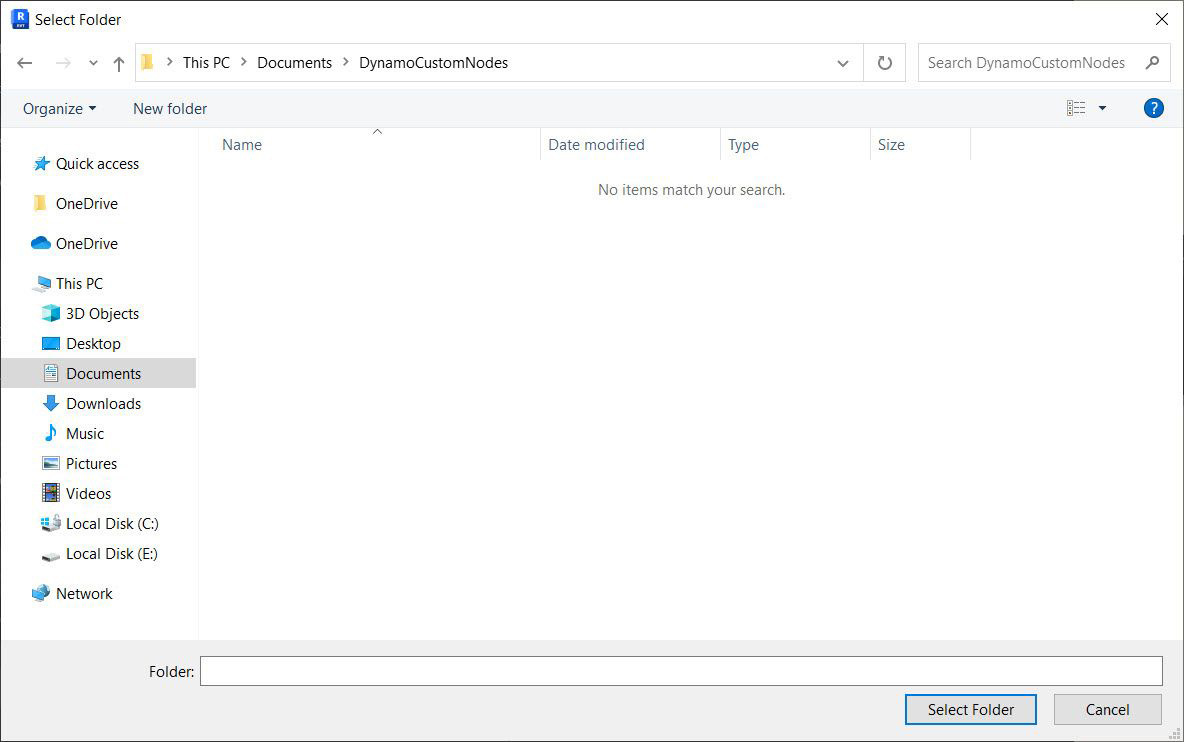 Select Folder
This PC > Documents > DynamoCustomNodes
Search DynamoCustomNodes
Organize
New folder
?
Name
Date modified
Type
Size
No items match your search.
Quick access
OneDrive
OneDrive
This PC
3D Objects
Desktop
Documents
Downloads
Music
Pictures
Videos
Local Disk (C:)
Local Disk (E:)
Network
Folder:
Select Folder
Cancel